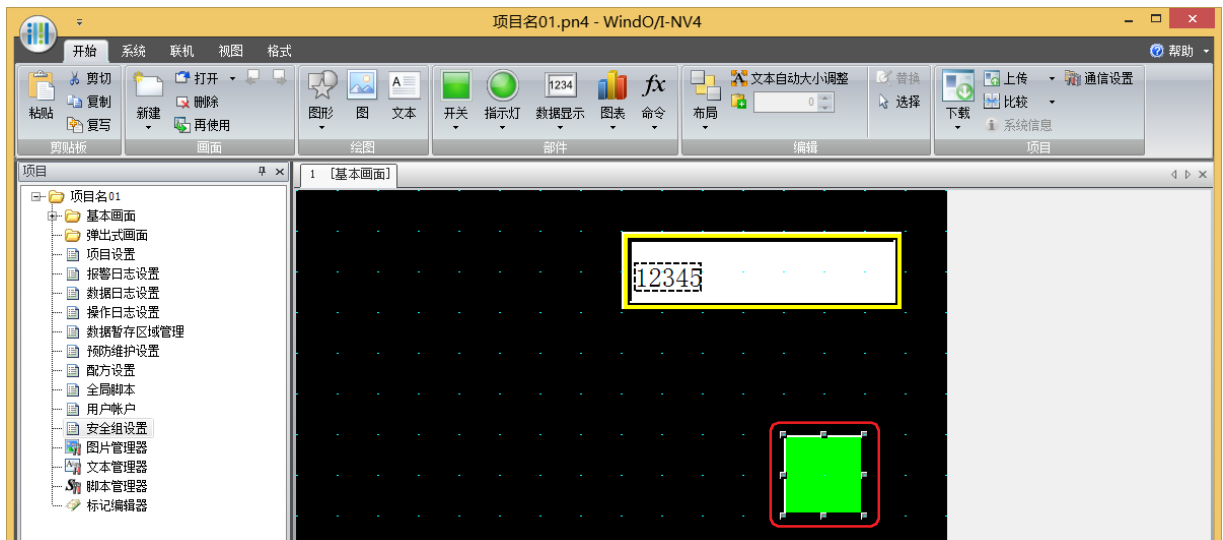 项目名01.pn4 - WindO/I-NV4
开始 系统 联机 视图 格式 帮助
粘贴 剪切 复制 复写 剪贴板
新建 打开 删除 再使用 画面
图形 图 文本 绘图
开关 指示灯 1234 数据显示 图表 fx 命令 部件
布局 文本自动大小调整 0 替换 选择 编辑
下载 上传 比较 系统信息 通信设置 项目
项目
1 [基本画面]
项目名01
基本画面
弹出式画面
项目设置
报警日志设置
数据日志设置
操作日志设置
数据暂存区域管理
预防维护设置
配方设置
全局脚本
用户帐户
安全组设置
图片管理器
文本管理器
脚本管理器
标记编辑器
12345